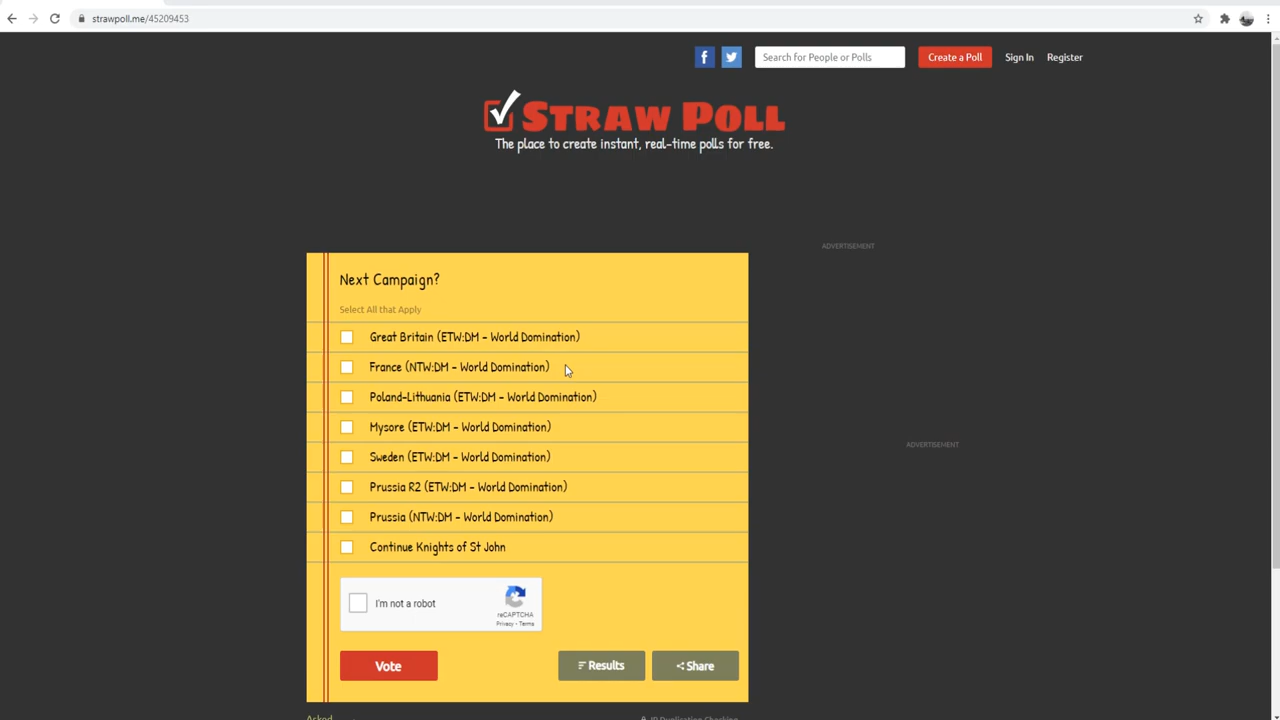 strawpoll.me/45209453
Search for People or Polls
Create a Poll
Sign In
Register
STRAW POLL
The place to create instant, real-time polls for free.
ADVERTISEMENT
Next Campaign?
Select All that Apply
Great Britain (ETW:DM - World Domination)
France (NTW:DM - World Domination)
Poland-Lithuania (ETW:DM - World Domination)
Mysore (ETW:DM - World Domination)
ADVERTISEMENT
Sweden (ETW:DM - World Domination)
Prussia R2 (ETW:DM - World Domination)
Prussia (NTW:DM - World Domination)
Continue Knights of St John
I'm not a robot
reCAPTCHA
Privacy - Terms
Vote
Results
Share
Asked
IP Duplication Checking